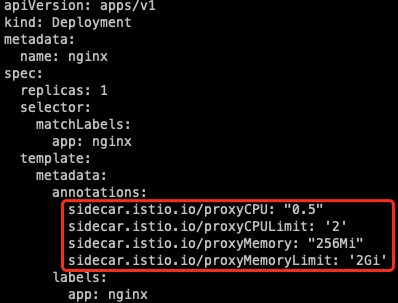 apiVersion: apps/v1
kind: Deployment
metadata:
  name: nginx
spec:
  replicas: 1
  selector:
    matchLabels:
      app: nginx
  template:
    metadata:
      annotations:
        sidecar.istio.io/proxyCPU: "0.5"
        sidecar.istio.io/proxyCPULimit: '2'
        sidecar.istio.io/proxyMemory: "256Mi"
        sidecar.istio.io/proxyMemoryLimit: '2Gi'
      labels:
        app: nginx